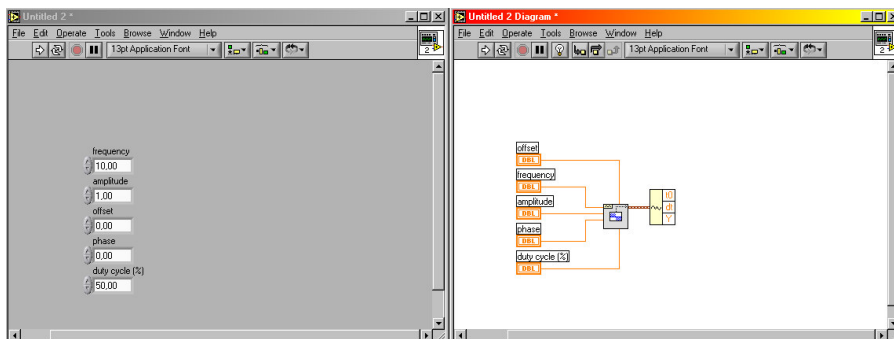 Untitled 2 *
File Edit Operate Tools Browse Window Help
13pt Application Font
2
frequency
10,00
amplitude
1,00
offset
0,00
phase
0,00
duty cycle (%)
50,00
Untitled 2 Diagram *
File Edit Operate Tools Browse Window Help
13pt Application Font
2
offset
DBL
frequency
DBL
amplitude
DBL
phase
DBL
duty cycle (%)
DBL
t0
dt
Y